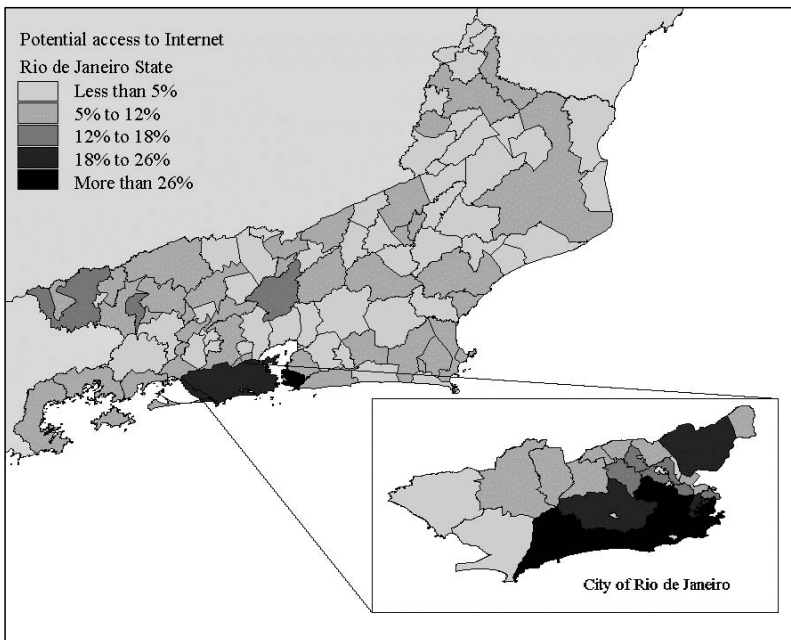 Potential access to Internet
Rio de Janeiro State
Less than 5%
5% to 12%
12% to 18%
18% to 26%
More than 26%
City of Rio de Janeiro